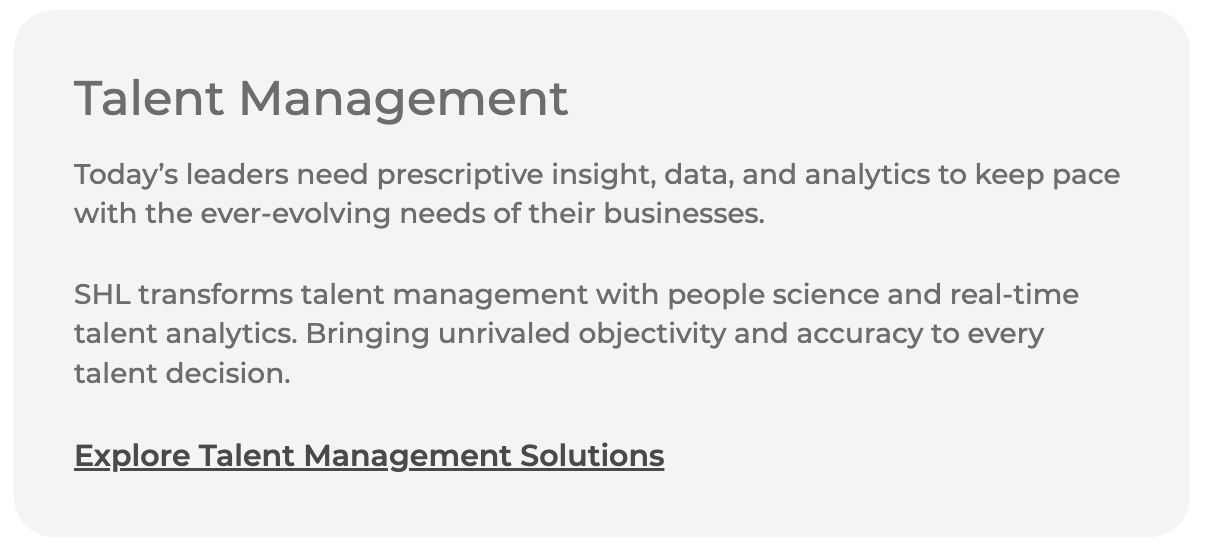 Talent Management
Today’s leaders need prescriptive insight, data, and analytics to keep pace
with the ever-evolving needs of their businesses.
SHL transforms talent management with people science and real-time
talent analytics. Bringing unrivaled objectivity and accuracy to every
talent decision.
Explore Talent Management Solutions